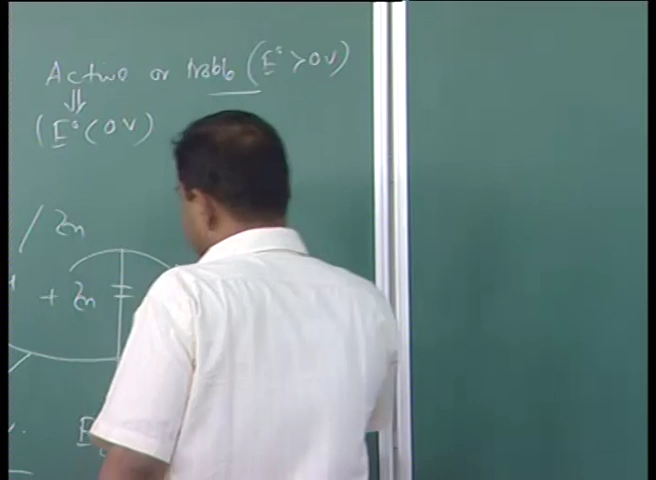 Active or Noble (E° > 0 V)
⇓
(E° < 0 V)
/ Zn
+ Zn
E